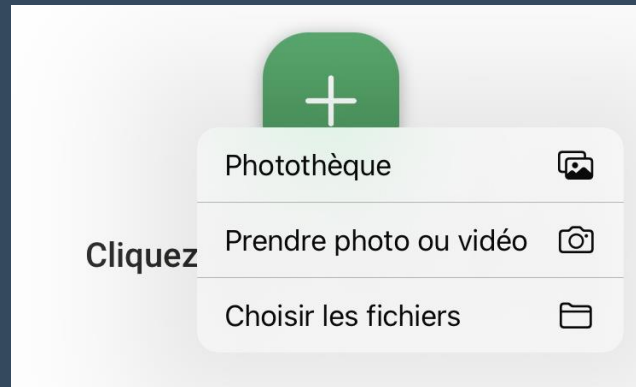 Photothèque
Prendre photo ou vidéo
Cliquez
Choisir les fichiers